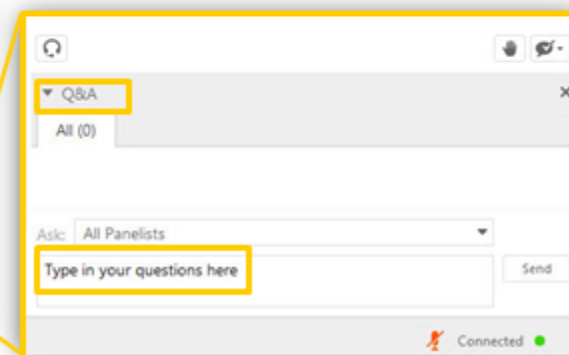 Q&A
All (0)
Ask: All Panelists
Type in your questions here
Send
Connected